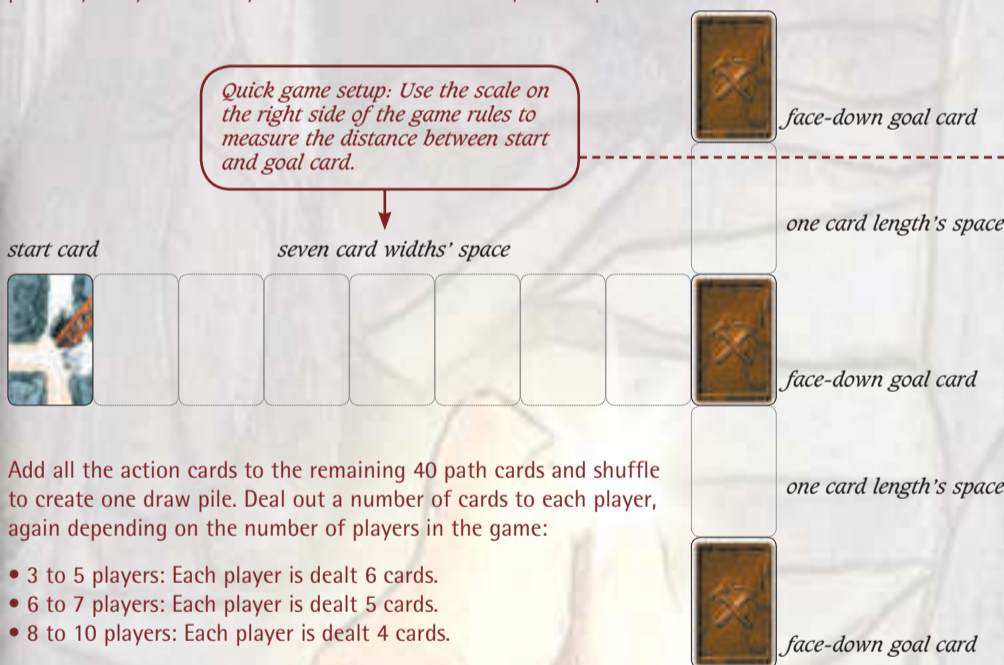 Quick game setup: Use the scale on
the right side of the game rules to
measure the distance between start
and goal card.
face-down goal card
one card length's space
start card
seven card widths' space
face-down goal card
one card length's space
Add all the action cards to the remaining 40 path cards and shuffle
to create one draw pile. Deal out a number of cards to each player,
again depending on the number of players in the game:
• 3 to 5 players: Each player is dealt 6 cards.
• 6 to 7 players: Each player is dealt 5 cards.
• 8 to 10 players: Each player is dealt 4 cards.
face-down goal card